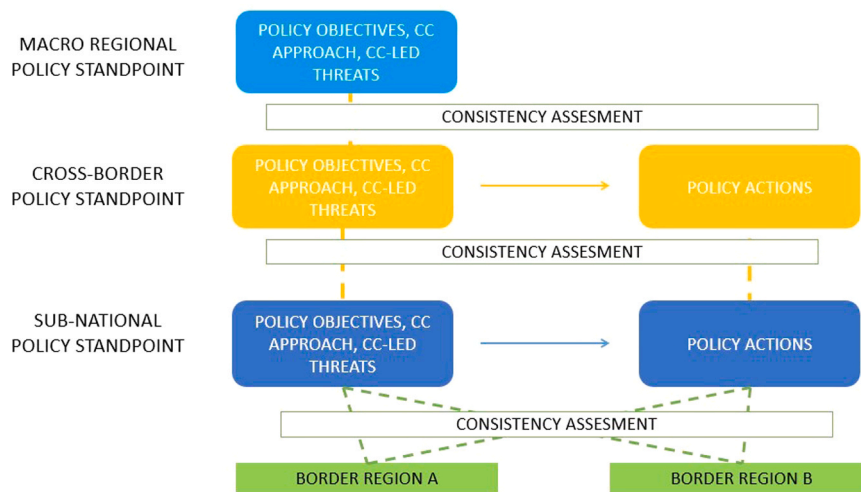 MACRO REGIONAL
POLICY STANDPOINT
POLICY OBJECTIVES, CC
APPROACH, CC-LED
THREATS
CONSISTENCY ASSESMENT
CROSS-BORDER
POLICY STANDPOINT
POLICY OBJECTIVES, CC
APPROACH, CC-LED
THREATS
POLICY ACTIONS
CONSISTENCY ASSESMENT
SUB-NATIONAL
POLICY STANDPOINT
POLICY OBJECTIVES, CC
APPROACH, CC-LED
THREATS
POLICY ACTIONS
CONSISTENCY ASSESMENT
BORDER REGION A
BORDER REGION B